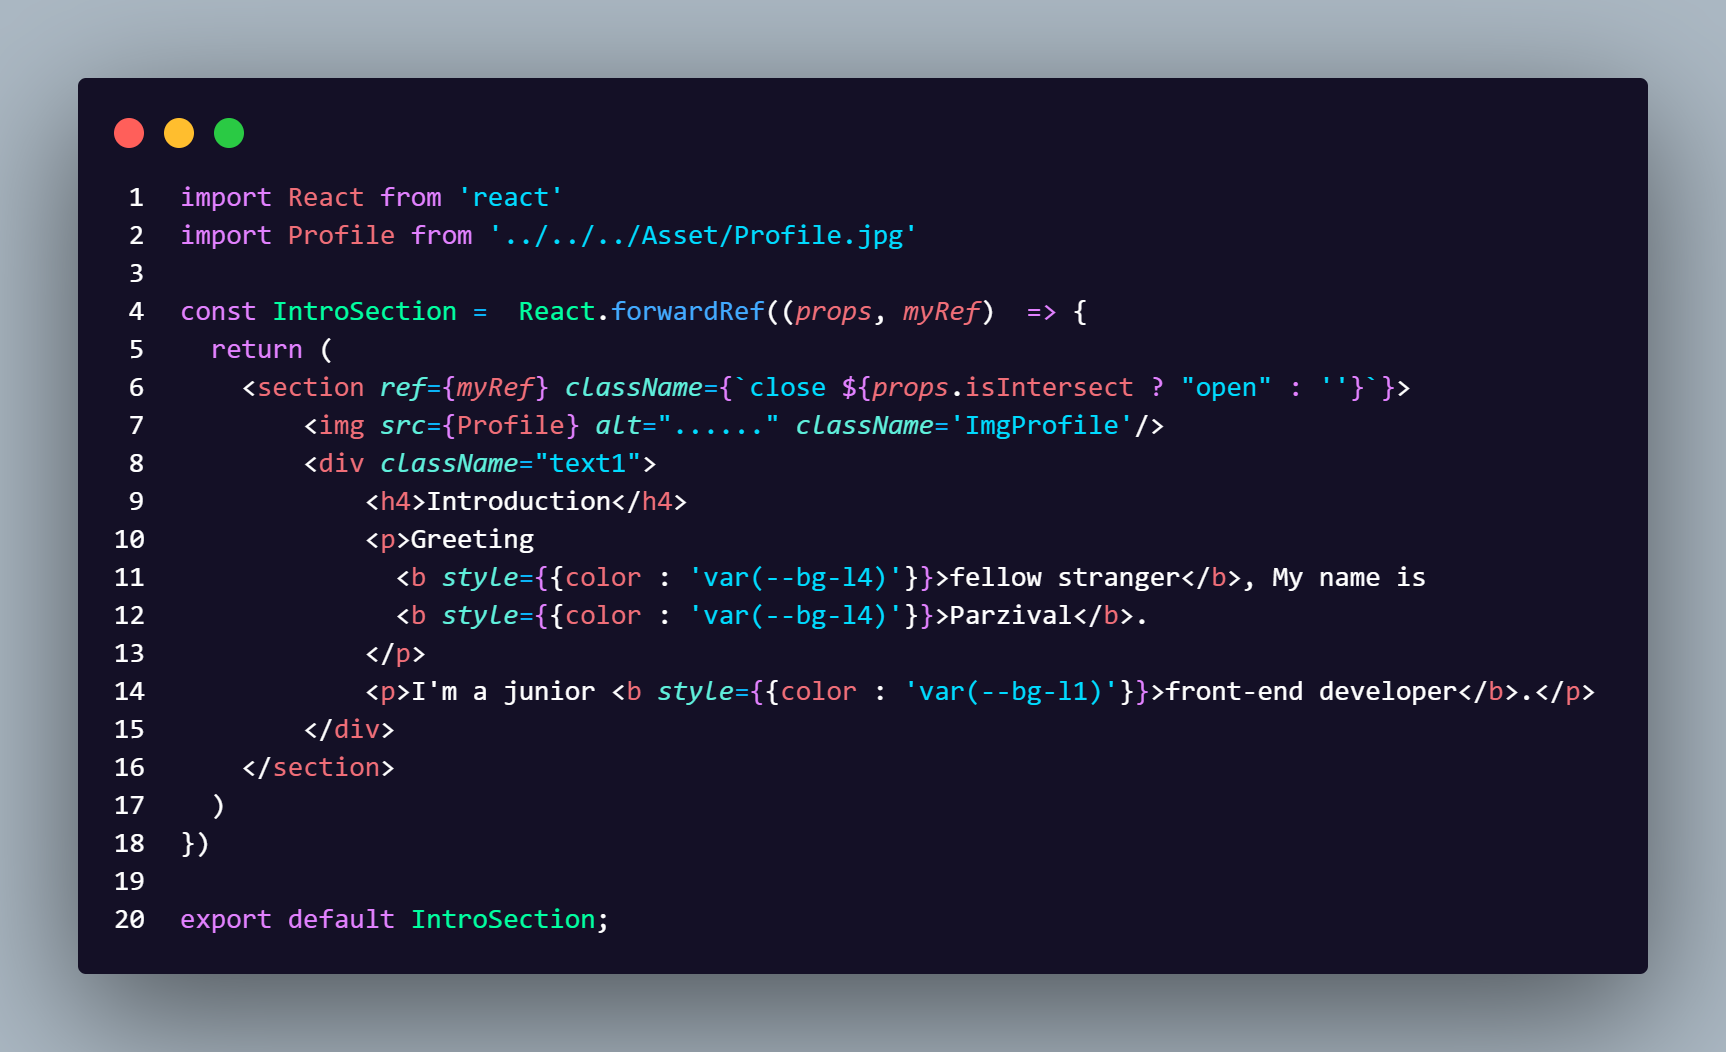 1 import React from 'react'
2 import Profile from '../../../Asset/Profile.jpg'
3
4 const IntroSection =  React.forwardRef((props, myRef)  => {
5   return (
6     <section ref={myRef} className={`close ${props.isIntersect ? "open" : ''}`}>
7         <img src={Profile} alt="......" className='ImgProfile'/>
8         <div className="text1">
9             <h4>Introduction</h4>
10             <p>Greeting
11               <b style={{color : 'var(--bg-l4)'}}>fellow stranger</b>, My name is
12               <b style={{color : 'var(--bg-l4)'}}>Parzival</b>.
13             </p>
14             <p>I'm a junior <b style={{color : 'var(--bg-l1)'}}>front-end developer</b>.</p>
15         </div>
16     </section>
17   )
18 })
19
20 export default IntroSection;